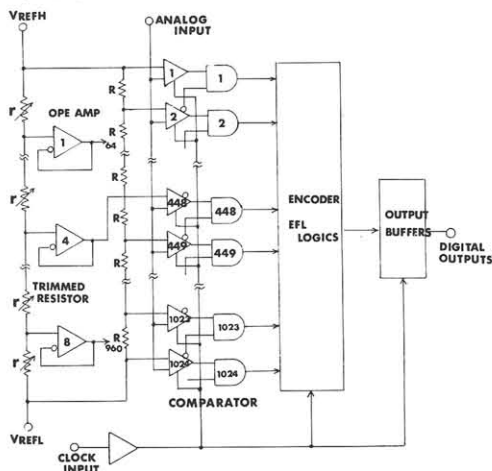 VREFH
ANALOG
INPUT
r
R
1
1
OPE AMP
1
64
R
2
2
R
r
R
448
448
4
R
449
449
ENCODER
EFL
LOGICS
OUTPUT
BUFFERS
DIGITAL
OUTPUTS
TRIMMED
RESISTOR
R
r
1023
1023
8
960
R
r
1024
1024
COMPARATOR
VREFL
CLOCK
INPUT